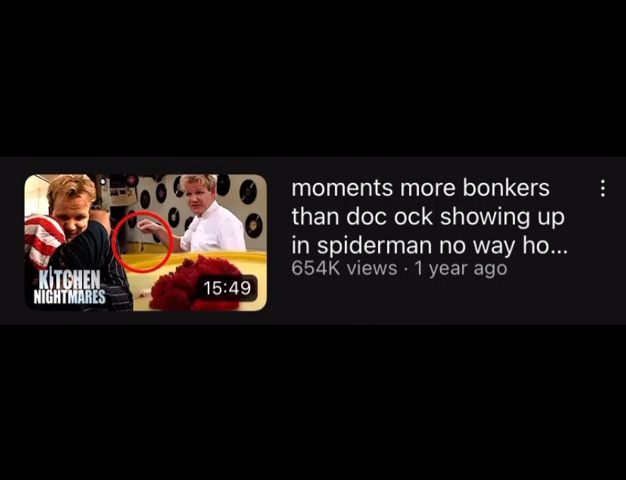 KITCHEN
NIGHTMARES
15:49
moments more bonkers
than doc ock showing up
in spiderman no way ho...
654K views · 1 year ago